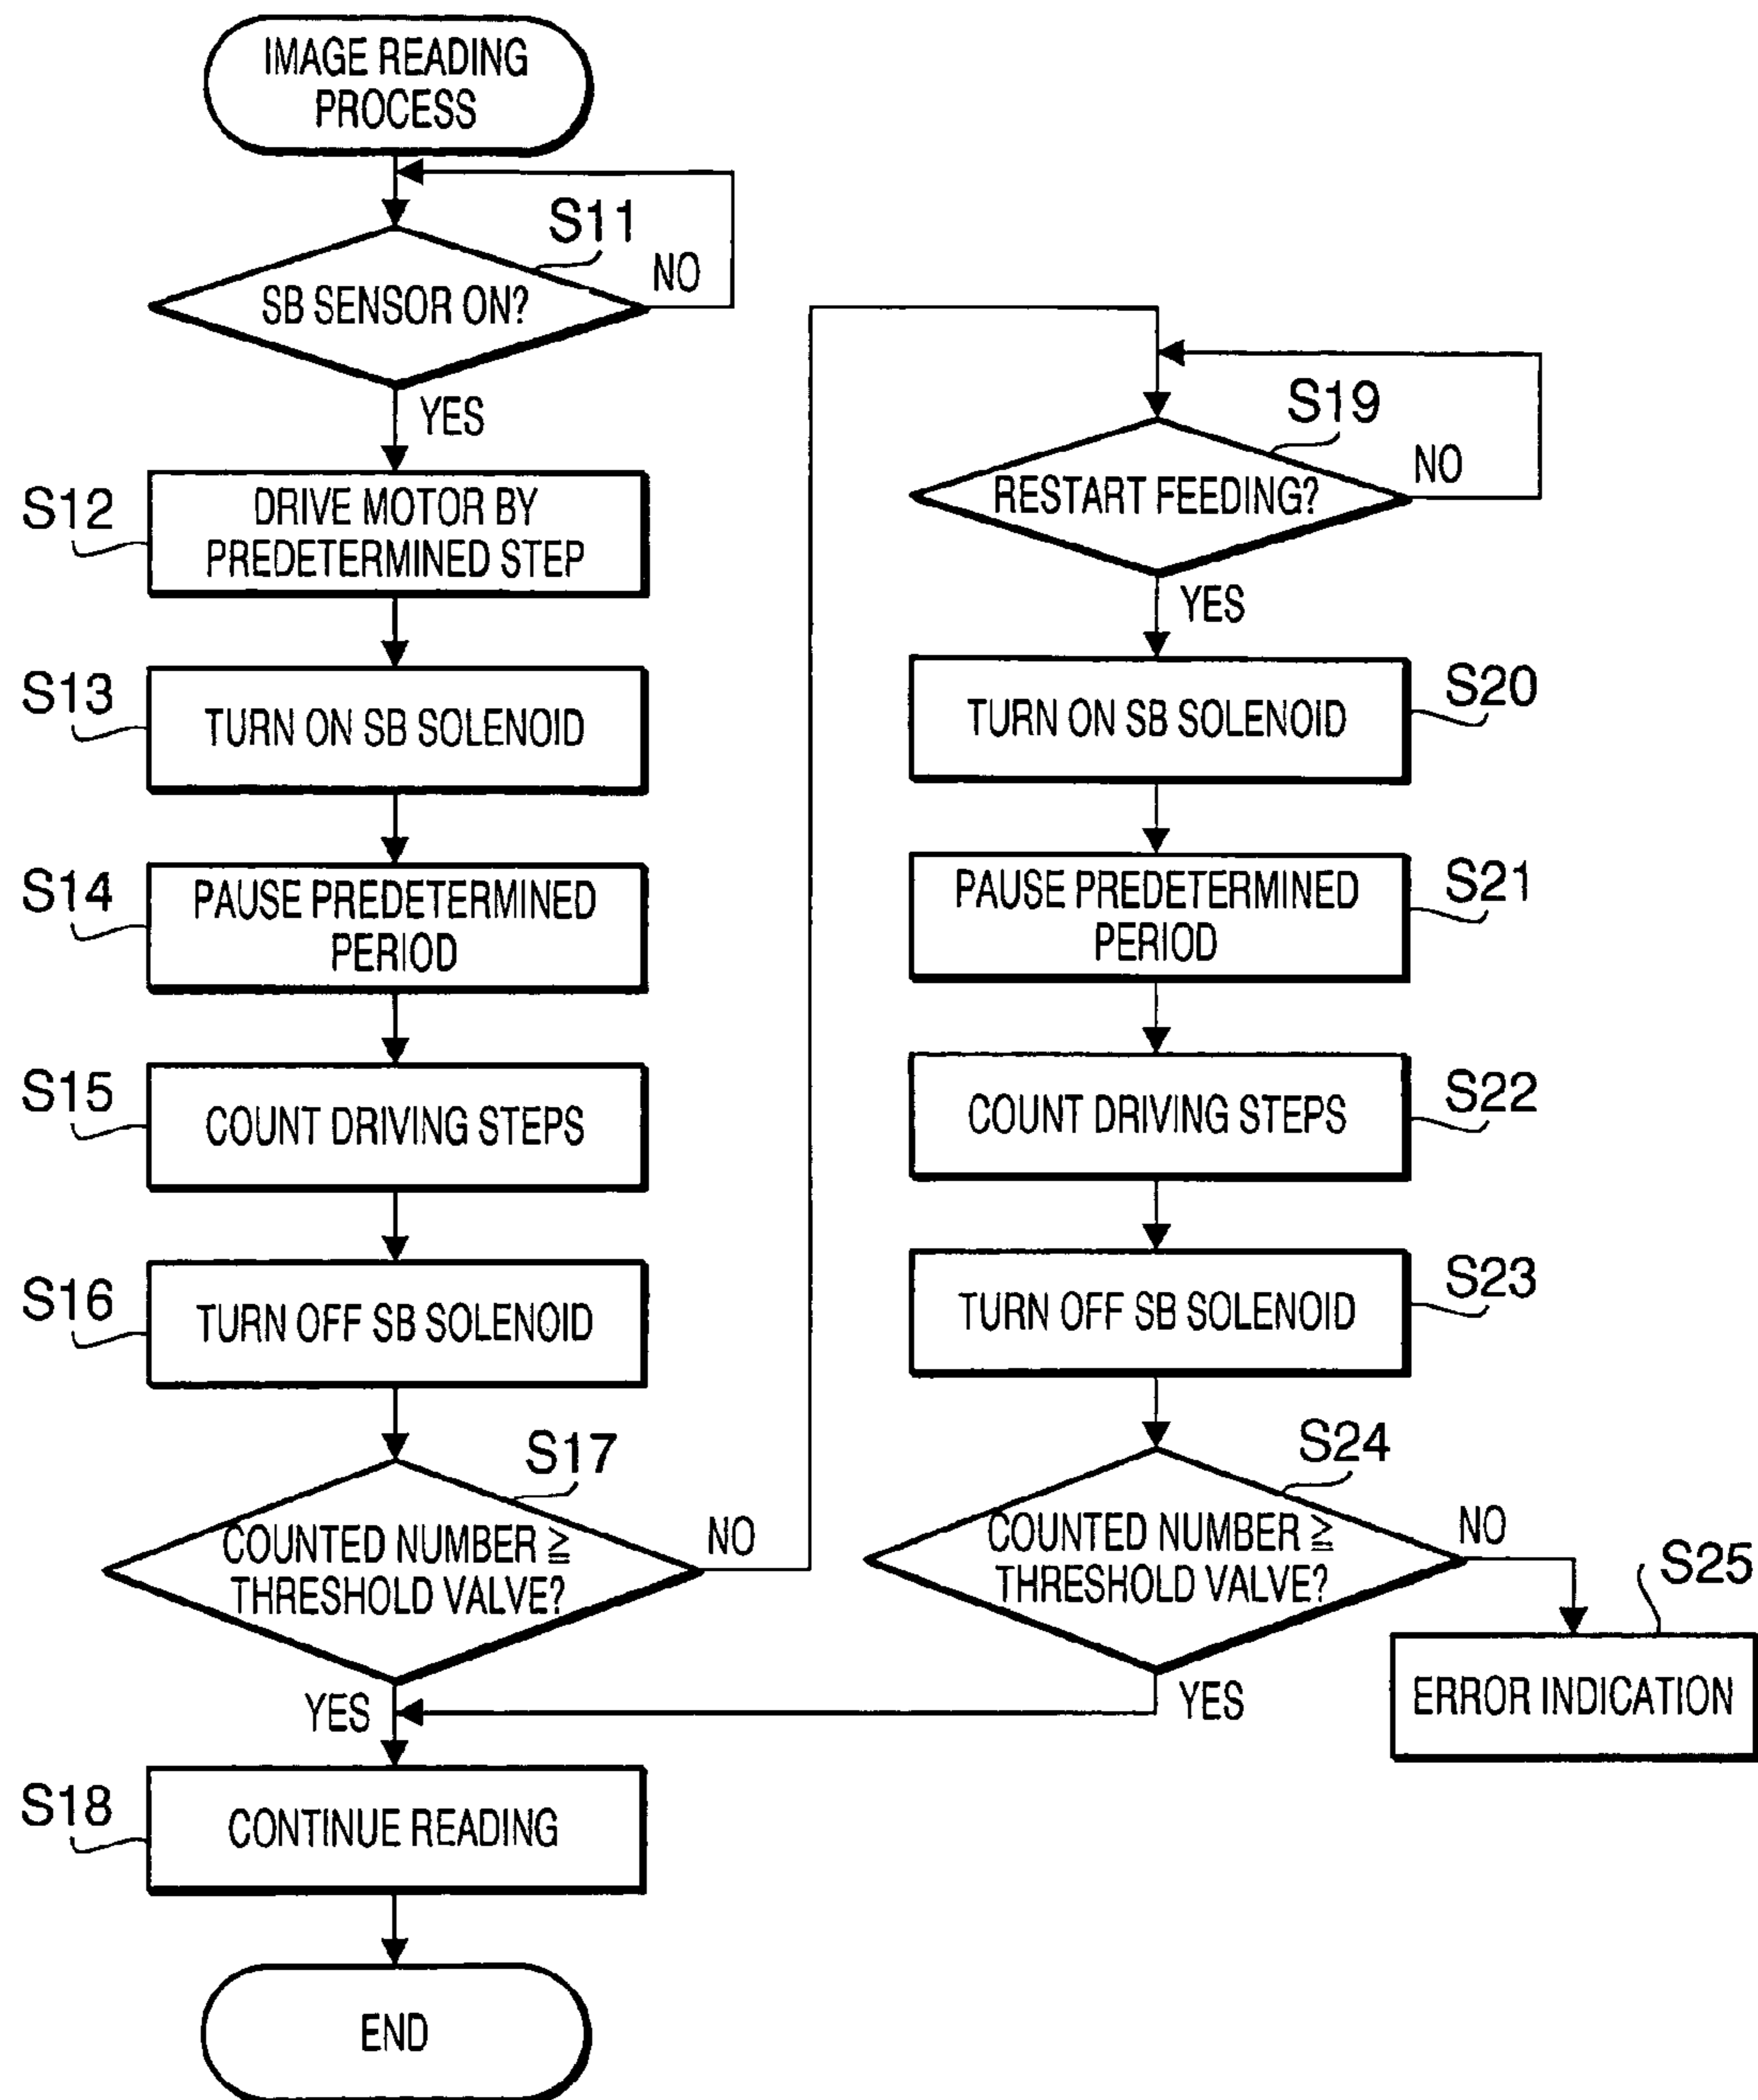 IMAGE READING
PROCESS
S11
SB SENSOR ON?
NO
YES
S12
DRIVE MOTOR BY
PREDETERMINED STEP
S13
TURN ON SB SOLENOID
S14
PAUSE PREDETERMINED
PERIOD
S15
COUNT DRIVING STEPS
S16
TURN OFF SB SOLENOID
S17
COUNTED NUMBER ≧
THRESHOLD VALVE?
NO
YES
S18
CONTINUE READING
END
S19
RESTART FEEDING?
NO
YES
S20
TURN ON SB SOLENOID
S21
PAUSE PREDETERMINED
PERIOD
S22
COUNT DRIVING STEPS
S23
TURN OFF SB SOLENOID
S24
COUNTED NUMBER ≧
THRESHOLD VALVE?
NO
YES
S25
ERROR INDICATION